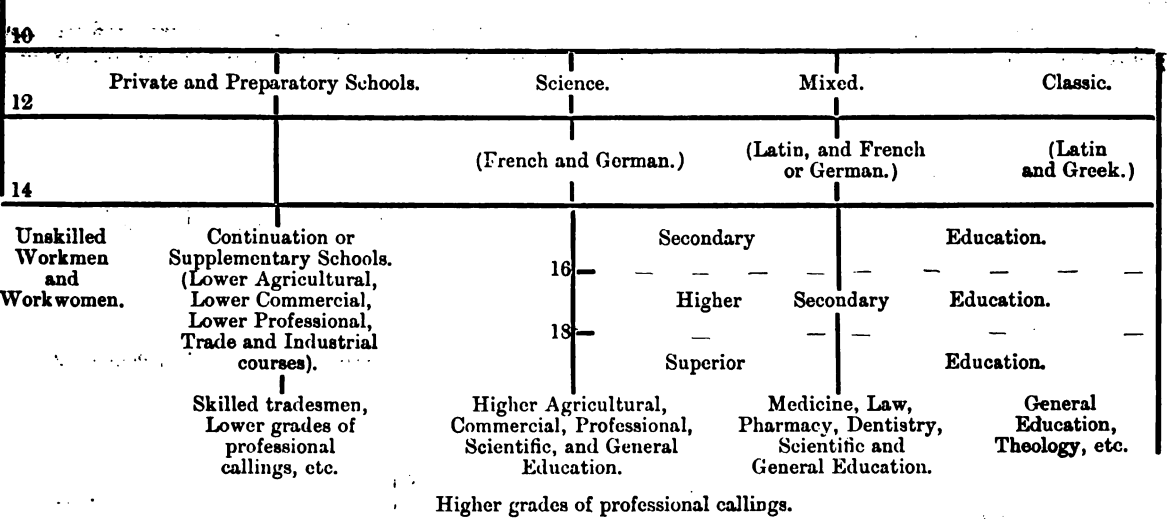 10
Private and Preparatory Schools. Science. Mixed. Classic.
12
(French and German.) (Latin, and French or German.) (Latin and Greek.)
14
Unskilled
Workmen
and
Workwomen.
Continuation or
Supplementary Schools.
(Lower Agricultural,
Lower Commercial,
Lower Professional,
Trade and Industrial
courses).
Secondary Education.
16
Higher Secondary Education.
18
Superior Education.
Skilled tradesmen,
Lower grades of
professional
callings, etc.
Higher Agricultural,
Commercial, Professional,
Scientific, and General
Education.
Medicine, Law,
Pharmacy, Dentistry,
Scientific and
General Education.
General
Education,
Theology, etc.
Higher grades of professional callings.